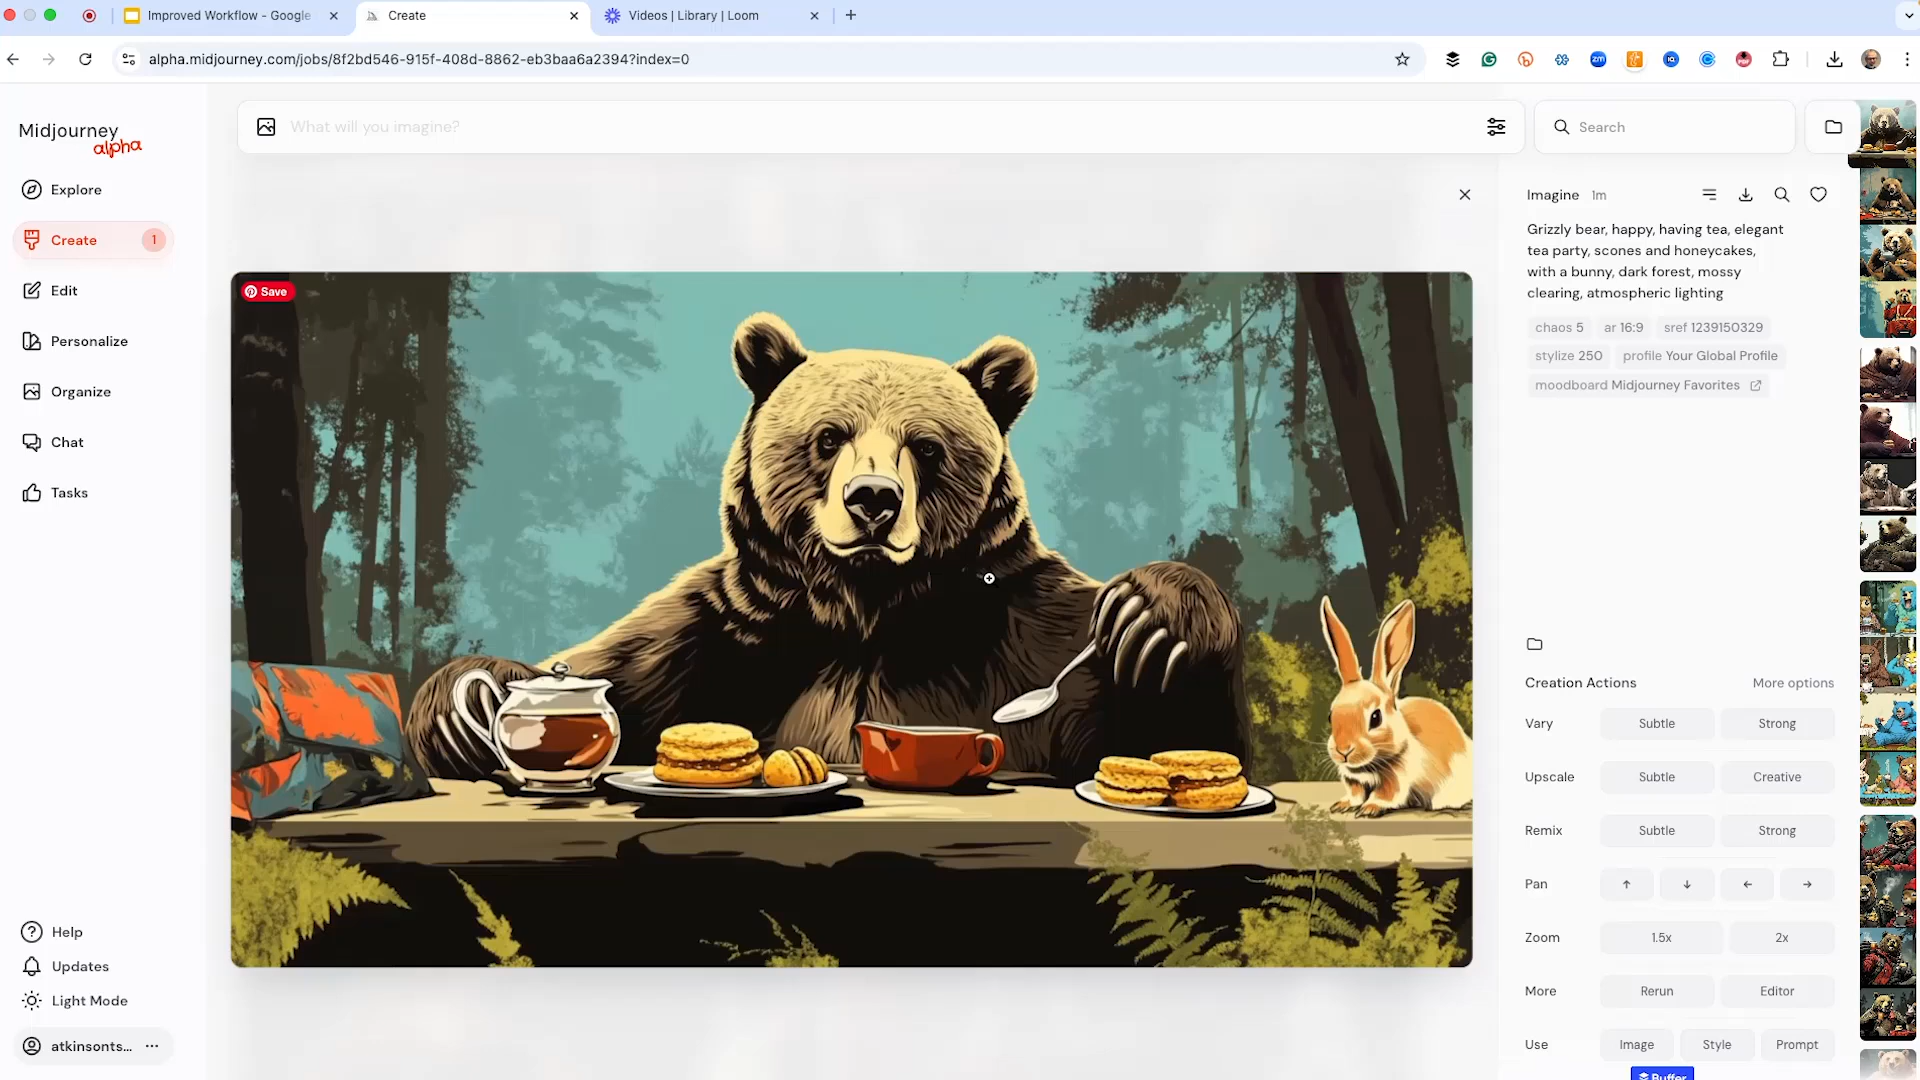 Improved Workflow - Google
Create
Videos | Library | Loom
alpha.midjourney.com/jobs/8f2bd546-915f-408d-8862-eb3baa6a2394?index=0
Midjourney
alpha
Explore
Create 1
Edit
Personalize
Organize
Chat
Tasks
Help
Updates
Light Mode
atkinsonts...
What will you imagine?
Search
Save
Imagine 1m
Grizzly bear, happy, having tea, elegant
tea party, scones and honeycakes,
with a bunny, dark forest, mossy
clearing, atmospheric lighting
chaos 5 ar 16:9 sref 1239150329
stylize 250 profile Your Global Profile
moodboard Midjourney Favorites
Creation Actions More options
Vary Subtle Strong
Upscale Subtle Creative
Remix Subtle Strong
Pan ↑ ↓ ← →
Zoom 1.5x 2x
More Rerun Editor
Use Image Style Prompt
Buffer